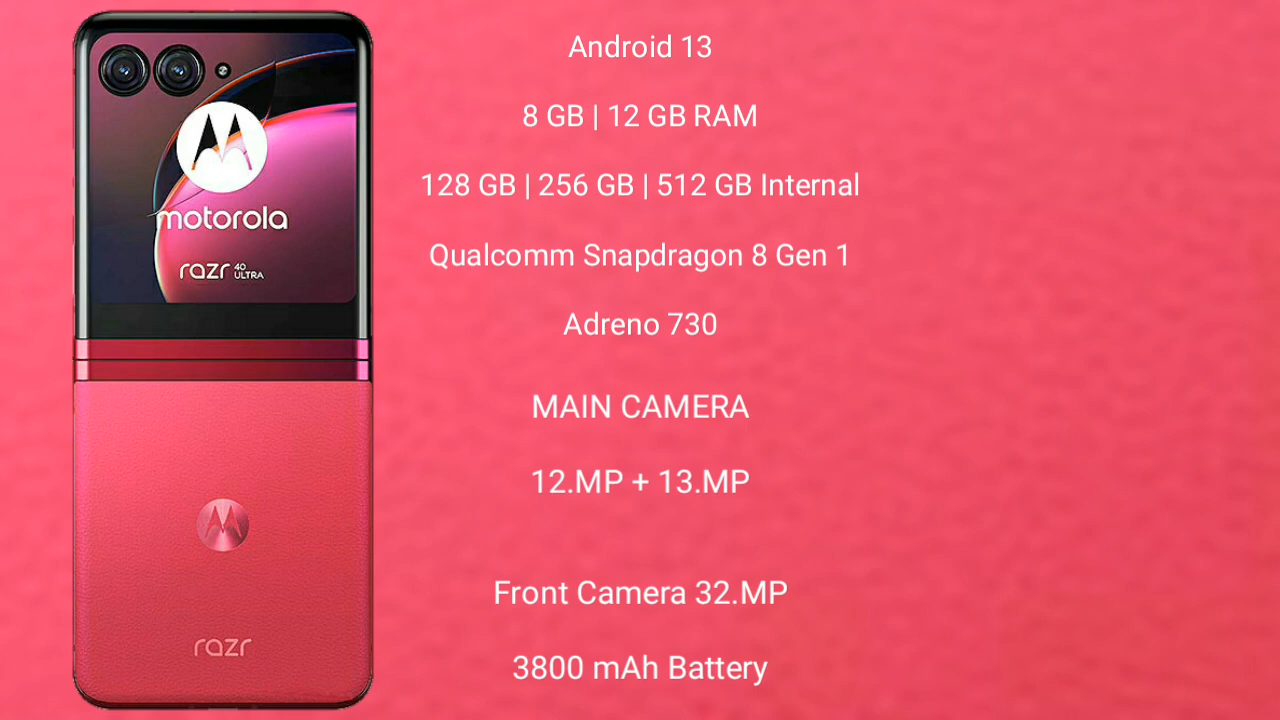 motorola
razr 40 ULTRA
razr
Android 13
8 GB | 12 GB RAM
128 GB | 256 GB | 512 GB Internal
Qualcomm Snapdragon 8 Gen 1
Adreno 730
MAIN CAMERA
12.MP + 13.MP
Front Camera 32.MP
3800 mAh Battery